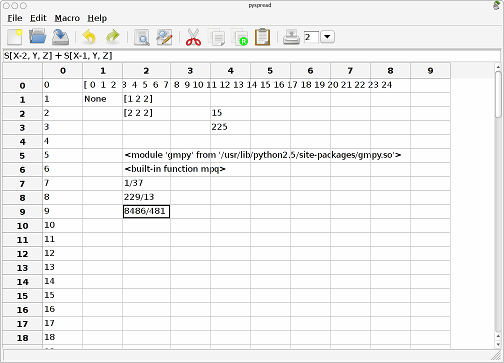 pyspread
File Edit Macro Help
2
S[X-2, Y, Z] + S[X-1, Y, Z]
0 1 2 3 4 5 6 7 8 9
0 0 [ 0 1 2 3 4 5 6 7 8 9 10 11 12 13 14 15 16 17 18 19 20 21 22 23 24
1 1 None [1 2 2]
2 2 [2 2 2] 15
3 3 225
4 4
5 5 <module 'gmpy' from '/usr/lib/python2.5/site-packages/gmpy.so'>
6 6 <built-in function mpq>
7 7 1/37
8 8 229/13
9 9 8486/481
10 10
11 11
12 12
13 13
14 14
15 15
16 16
17 17
18 18